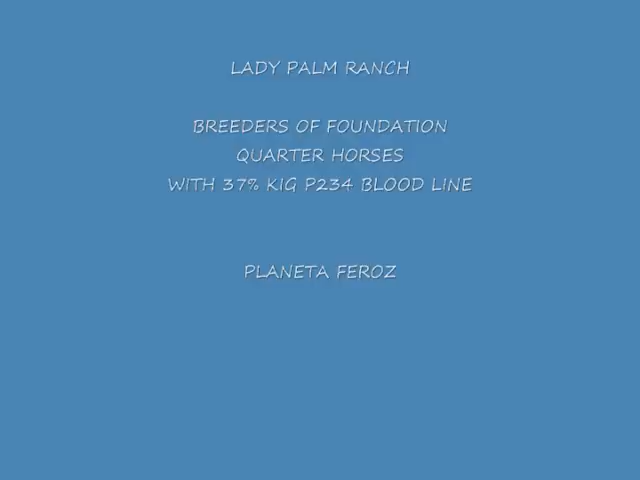 LADY PALM RANCH
BREEDERS OF FOUNDATION
QUARTER HORSES
WITH 37% KIG P234 BLOOD LINE
PLANETA FEROZ